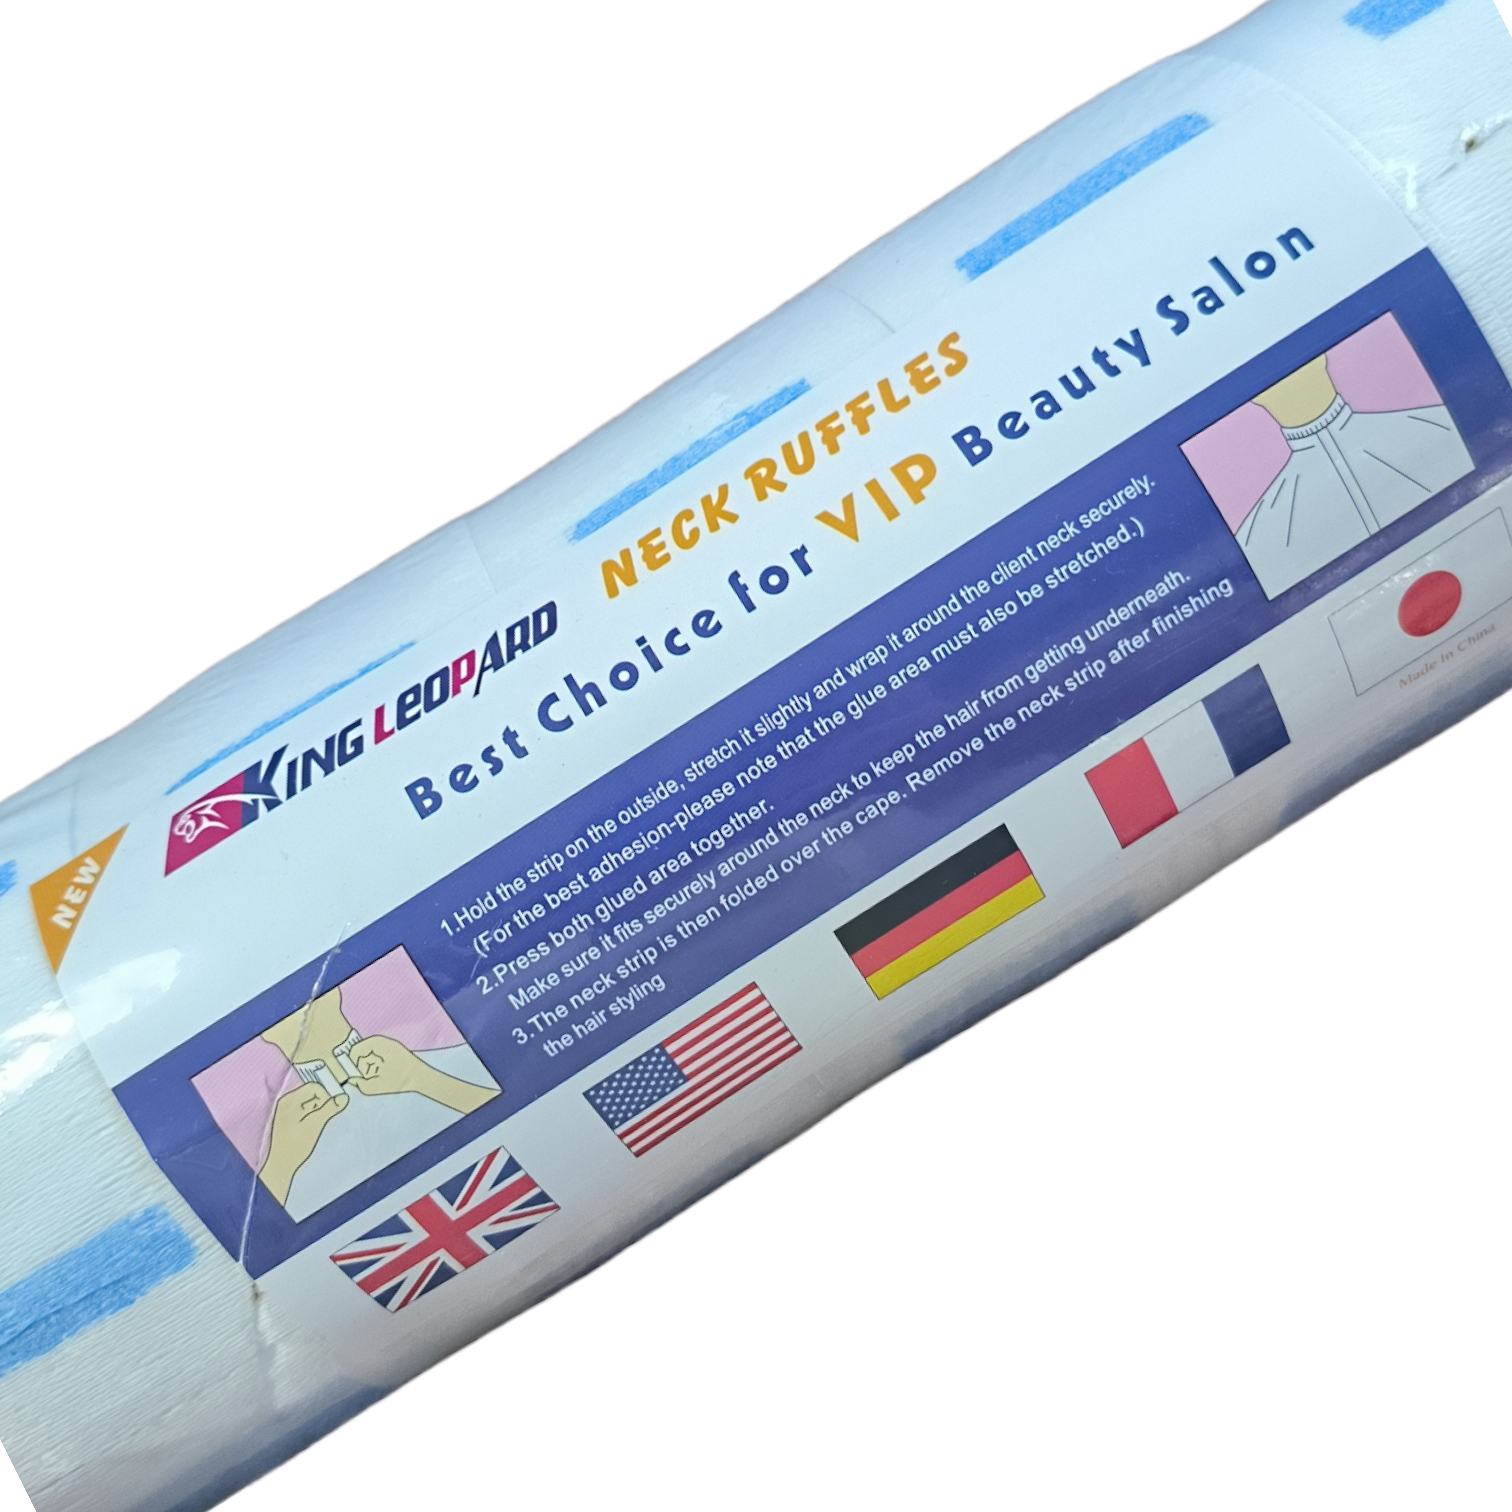 NEW
KING LEOPARD
NECK RUFFLES
Best Choice for VIP Beauty Salon
1.Hold the strip on the outside, stretch it slightly and wrap it around the client neck securely.
(For the best adhesion-please note that the glue area must also be stretched.)
2.Press both glued area together.
Make sure it fits securely around the neck to keep the hair from getting underneath.
3.The neck strip is then folded over the cape. Remove the neck strip after finishing
the hair styling
Made In China